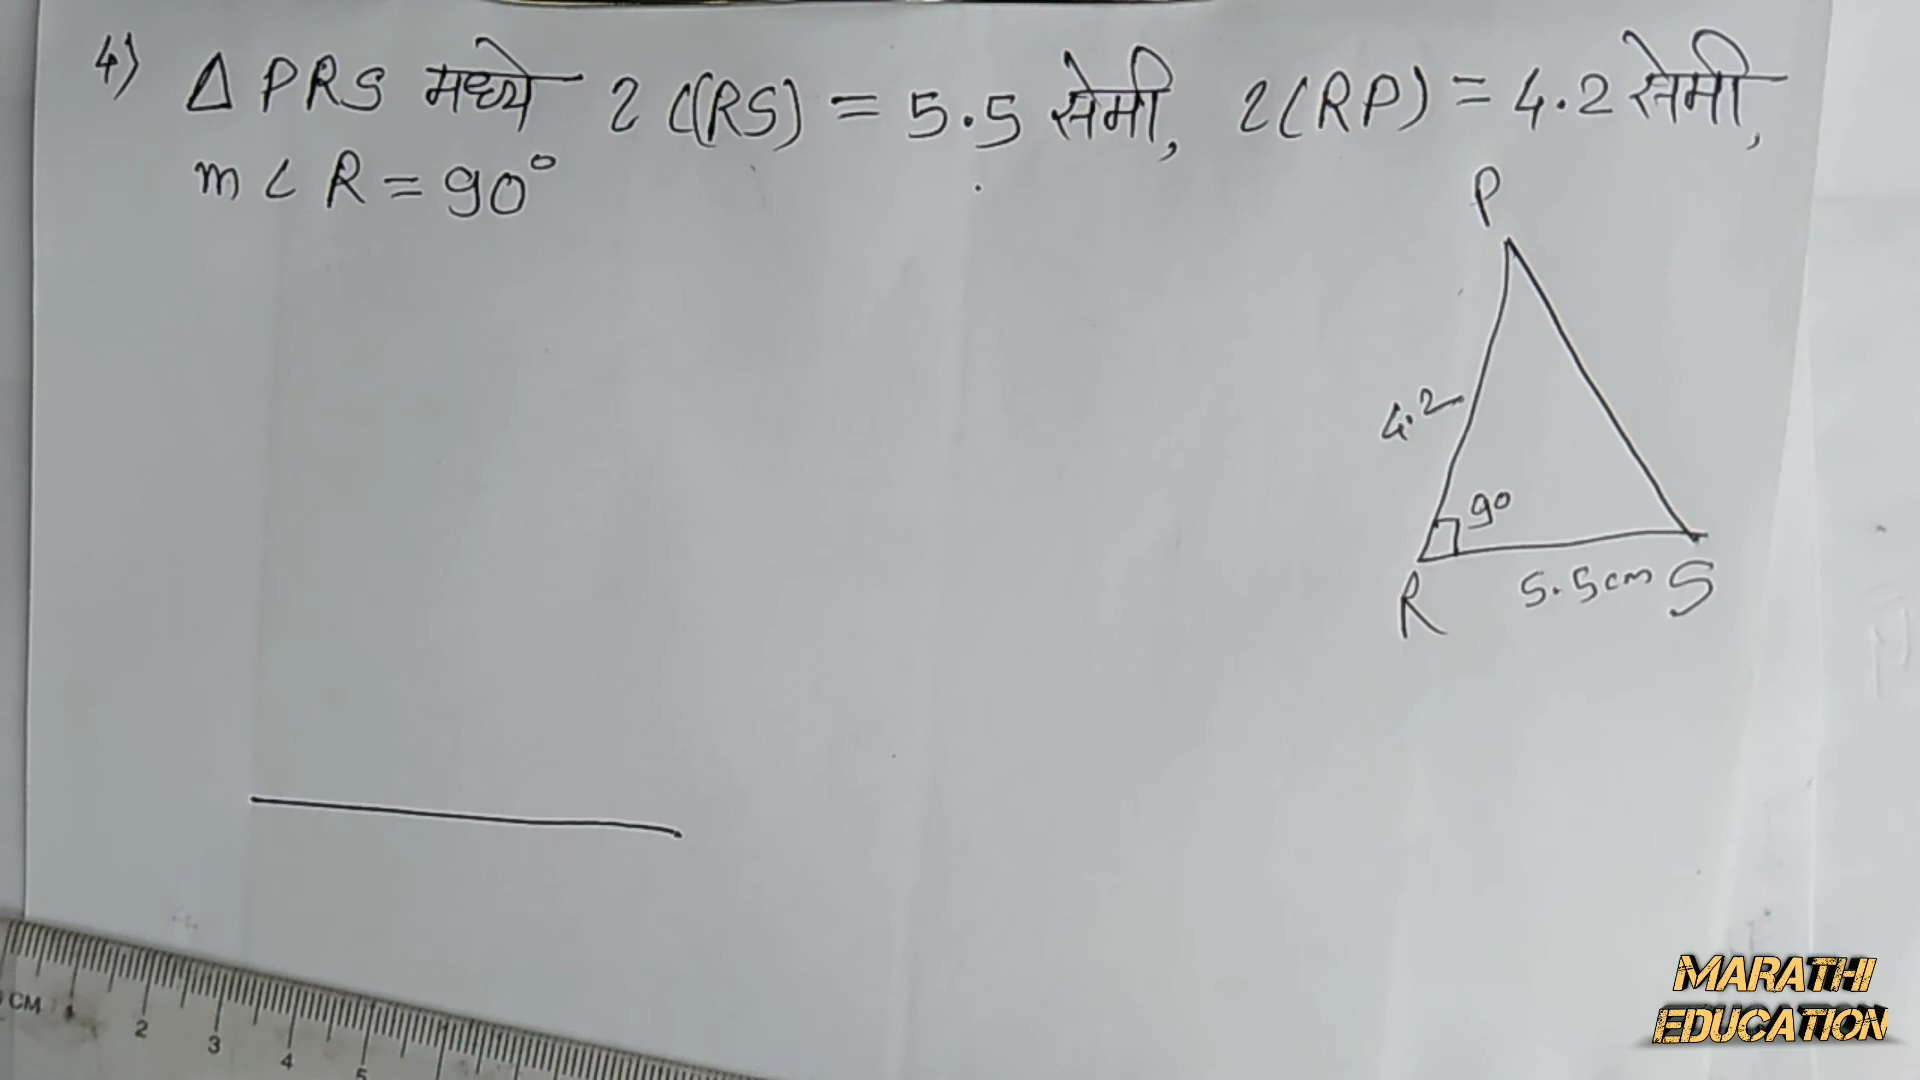 4) Δ PRS मध्ये l(RS) = 5.5 सेमी, l(RP) = 4.2 सेमी,
m < R = 90°
P
4.2
90
R 5.5cm S
CM 1 2 3 4 5
MARATHI
EDUCATION